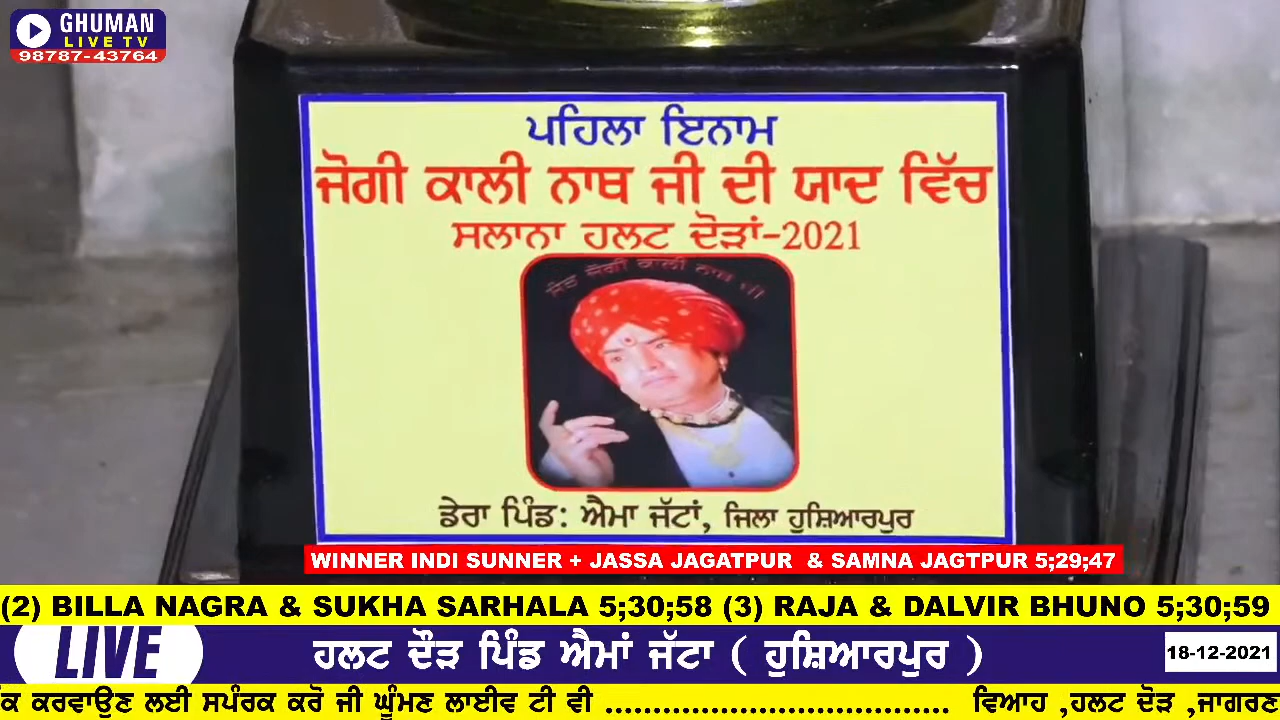 GHUMAN
LIVE TV
98787-43764
ਪਹਿਲਾ ਇਨਾਮ
ਜੋਗੀ ਕਾਲੀ ਨਾਥ ਜੀ ਦੀ ਯਾਦ ਵਿੱਚ
ਸਲਾਨਾ ਹਲਟ ਦੋੜਾਂ-2021
ਸੰਤ ਜੋਗੀ ਕਾਲੀ ਨਾਥ ਜੀ
ਡੇਰਾ ਪਿੰਡ: ਐਮਾ ਜੱਟਾਂ, ਜਿਲਾ ਹੁਸ਼ਿਆਰਪੁਰ
WINNER INDI SUNNER + JASSA JAGATPUR & SAMNA JAGTPUR 5;29;47
(2) BILLA NAGRA & SUKHA SARHALA 5;30;58 (3) RAJA & DALVIR BHUNO 5;30;59
LIVE ਹਲਟ ਦੌੜ ਪਿੰਡ ਐਮਾਂ ਜੱਟਾ ( ਹੁਸ਼ਿਆਰਪੁਰ ) 18-12-2021
ਕ ਕਰਵਾਉਣ ਲਈ ਸਪੰਰਕ ਕਰੋ ਜੀ ਘੂੰਮਣ ਲਾਈਵ ਟੀ ਵੀ ................................... ਵਿਆਹ ,ਹਲਟ ਦੋੜ ,ਜਾਗਰਣ